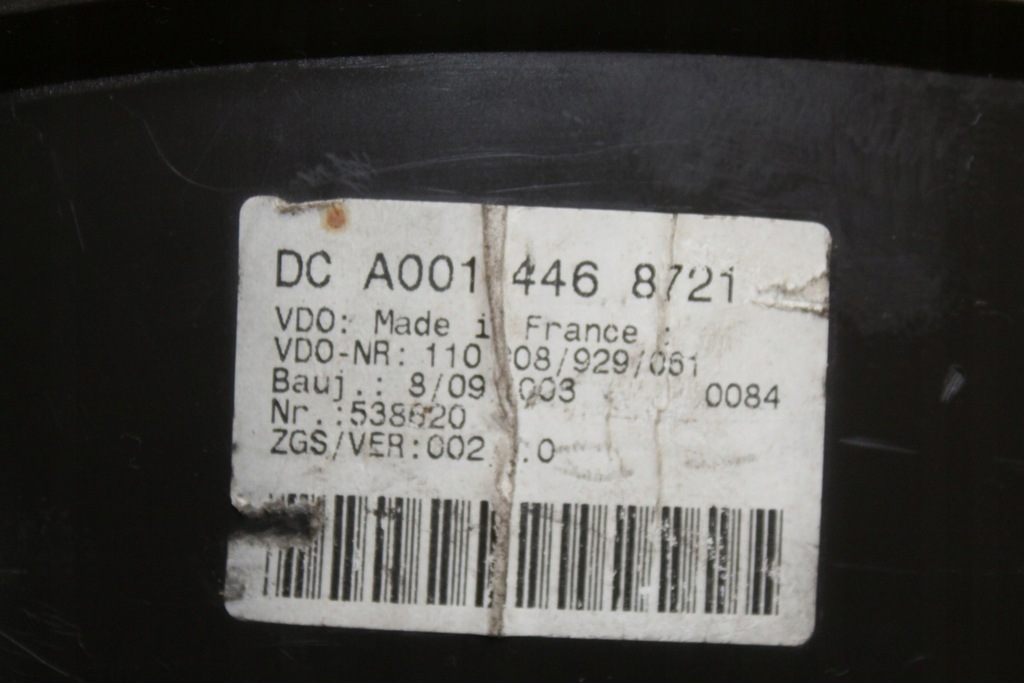 DC A001 446 8721
VDO: Made i France :
VDO-NR: 110 08/929/061
Bauj.: 8/09 003 0084
Nr.:538620
ZGS/VER:002 .0